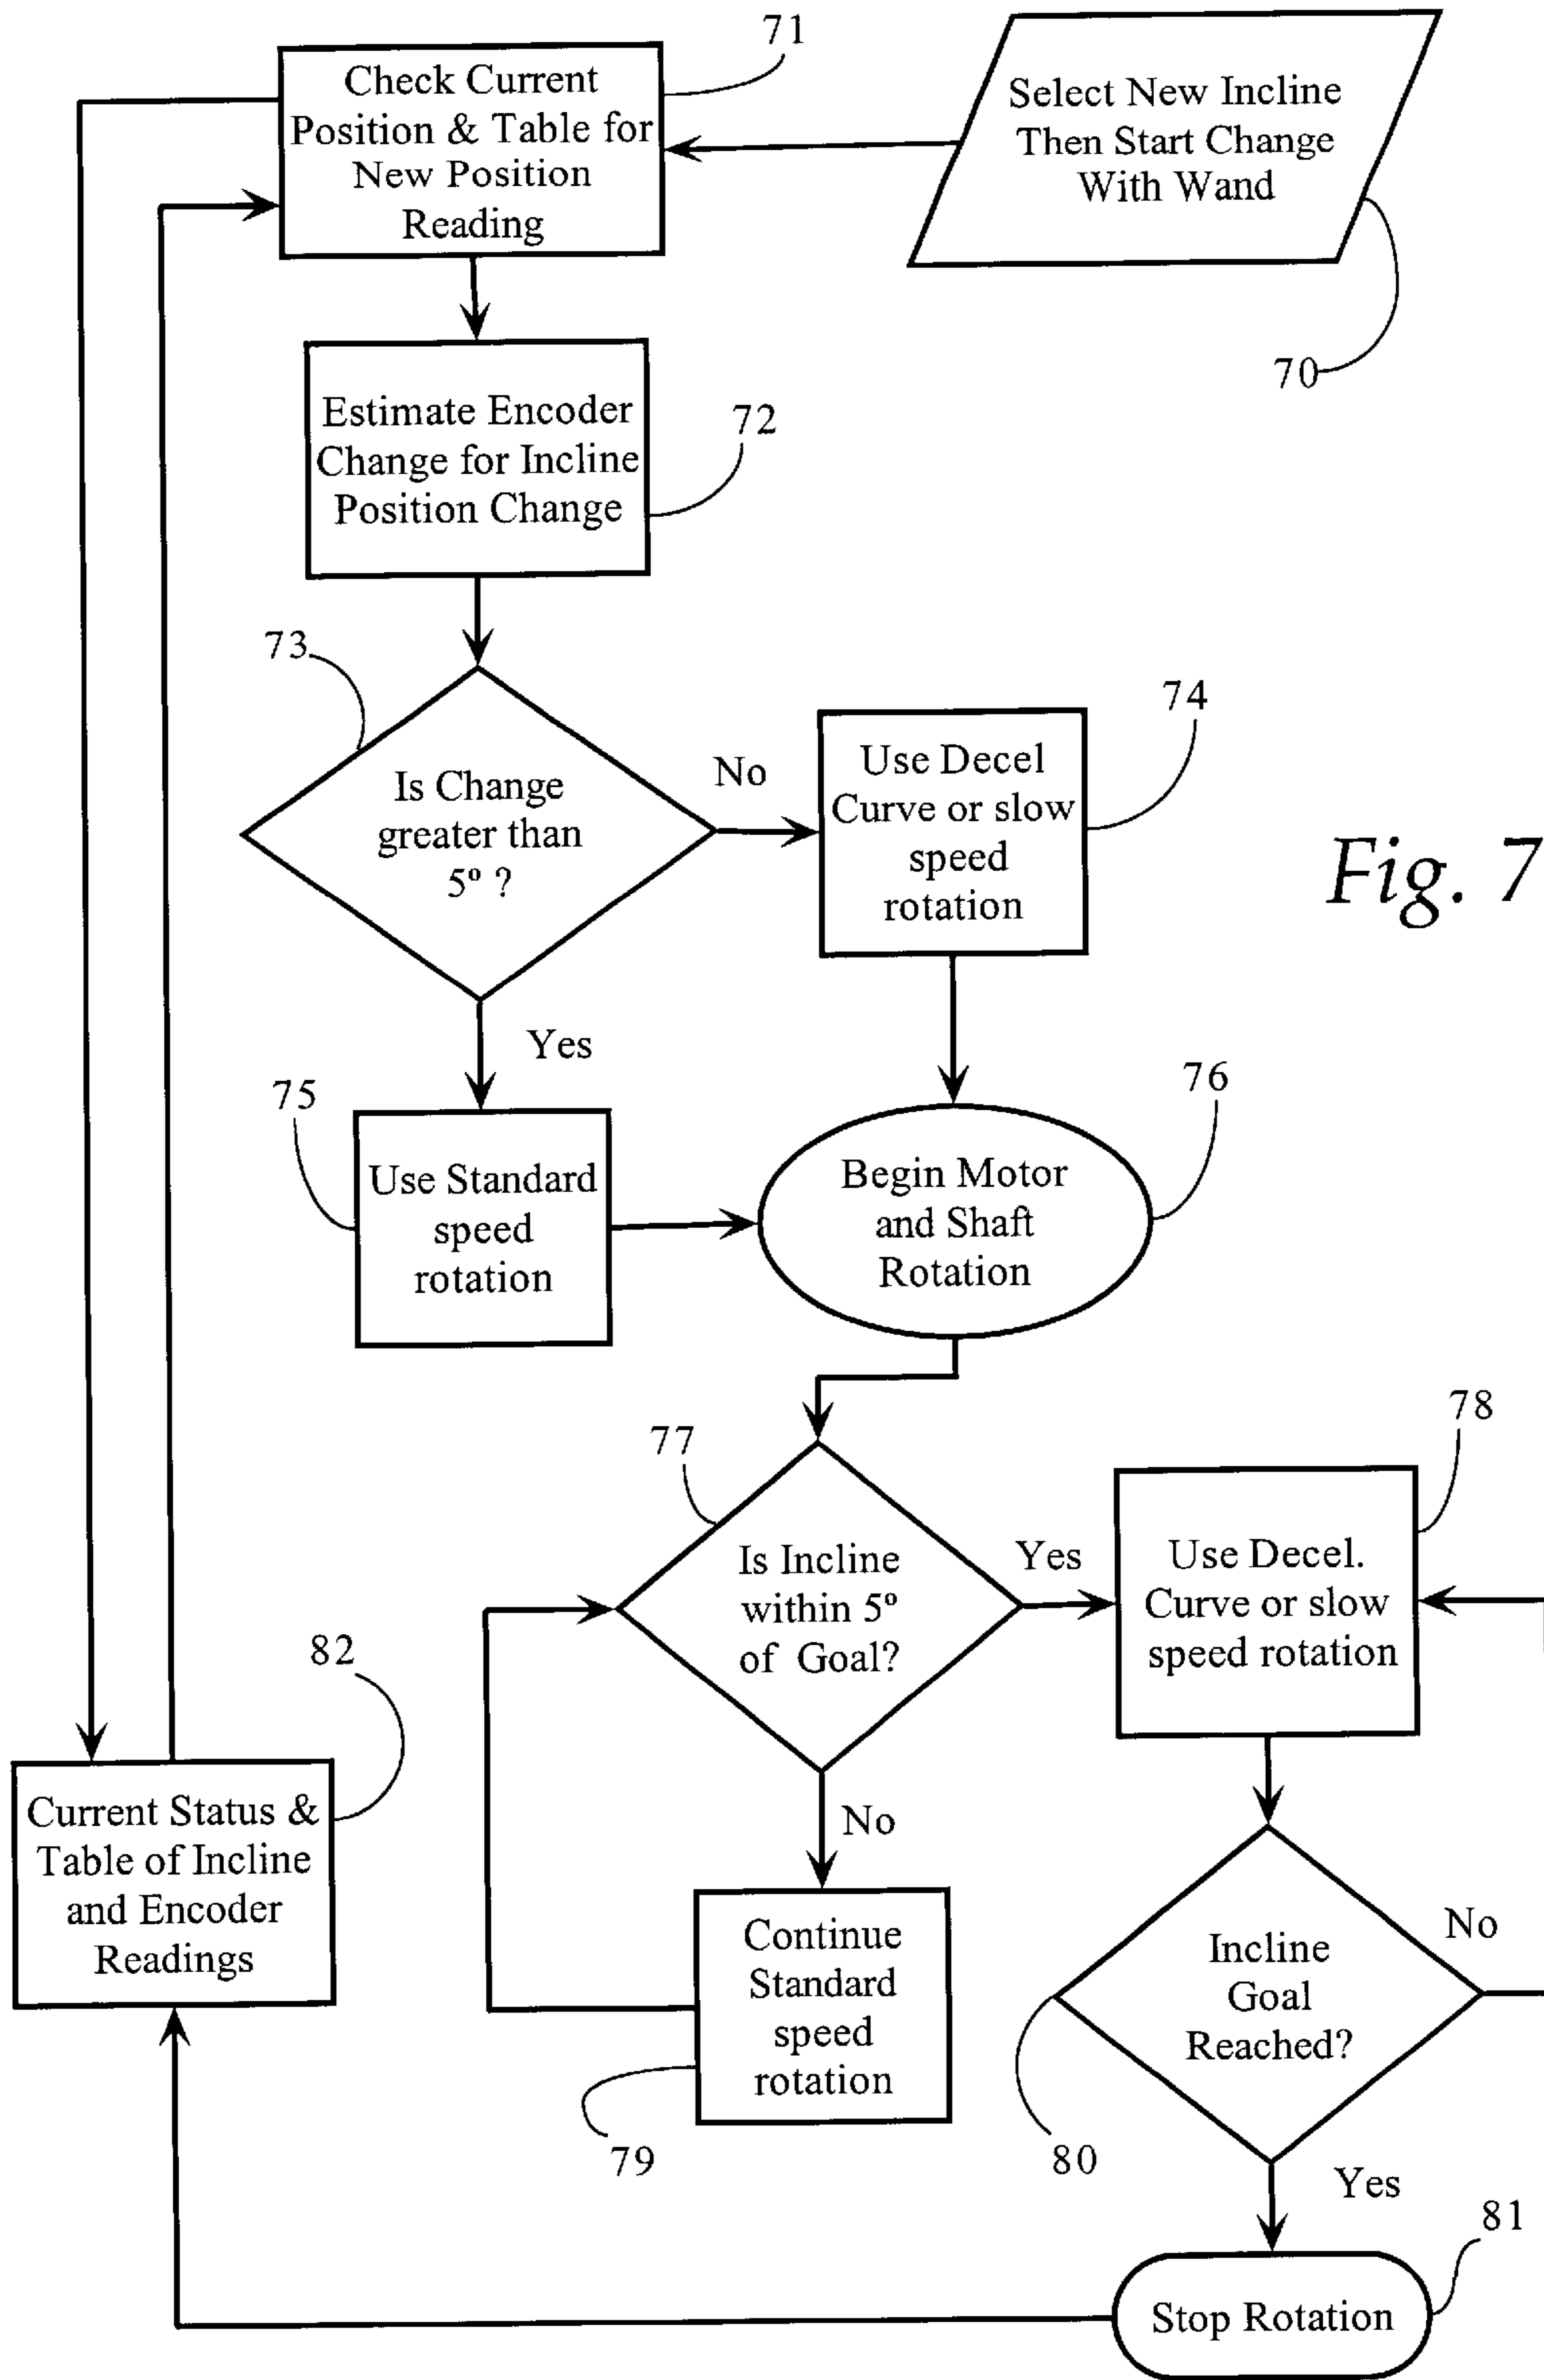 71
Check Current
Position & Table for
New Position
Reading
Select New Incline
Then Start Change
With Wand
70
Estimate Encoder
Change for Incline
Position Change
72
73
Is Change
greater than
5º ?
No
Yes
74
Use Decel
Curve or slow
speed
rotation
Fig. 7
75
Use Standard
speed
rotation
76
Begin Motor
and Shaft
Rotation
77
Is Incline
within 5º
of Goal?
Yes
No
78
Use Decel.
Curve or slow
speed rotation
82
Current Status &
Table of Incline
and Encoder
Readings
Continue
Standard
speed
rotation
79
Incline
Goal
Reached?
No
80
Yes
81
Stop Rotation